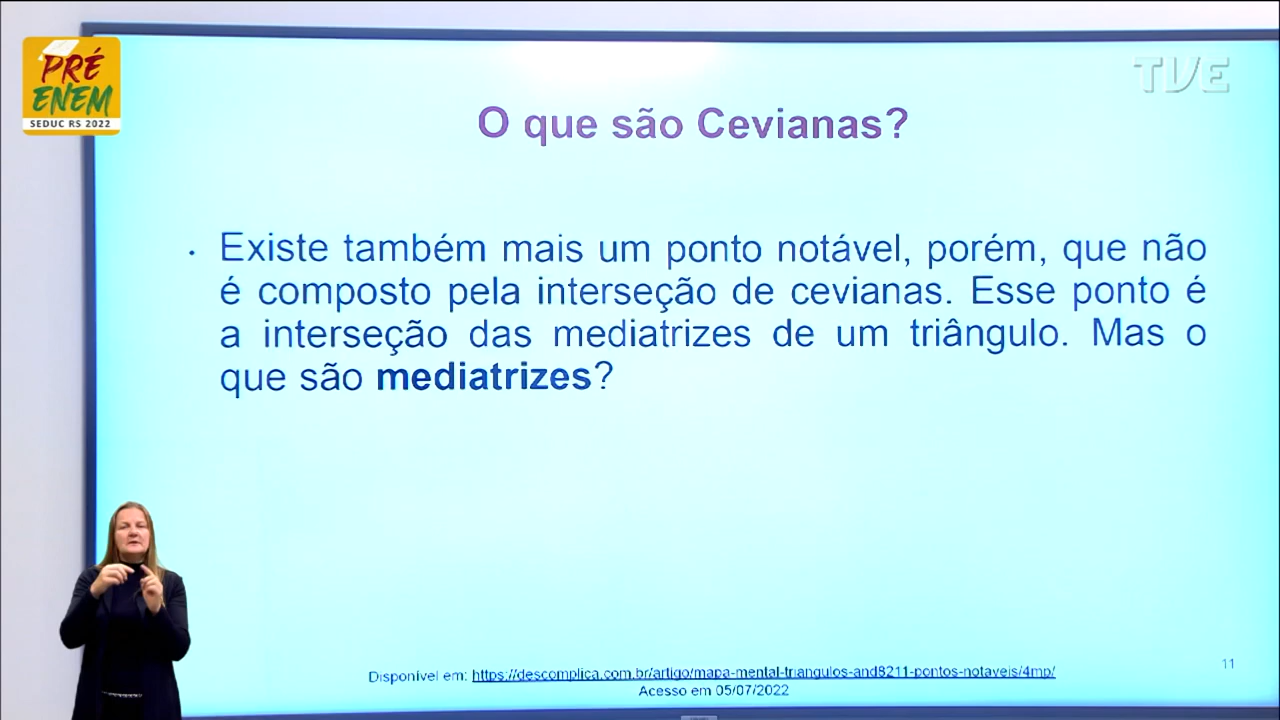 PRÉ
ENEM
SEDUC RS 2022
TVE
O que são Cevianas?
• Existe também mais um ponto notável, porém, que não
é composto pela interseção de cevianas. Esse ponto é
a interseção das mediatrizes de um triângulo. Mas o
que são mediatrizes?
11
Disponível em: https://descomplica.com.br/artigo/mapa-mental-triangulos-and8211-pontos-notaveis/4mp/
Acesso em 05/07/2022